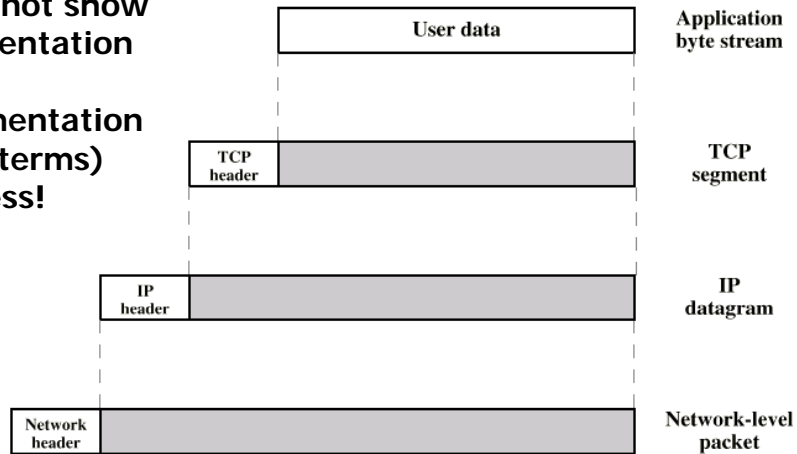 not show
entation
mentation
terms)
ss!
User data
Application
byte stream
TCP
header
TCP
segment
IP
header
IP
datagram
Network
header
Network-level
packet